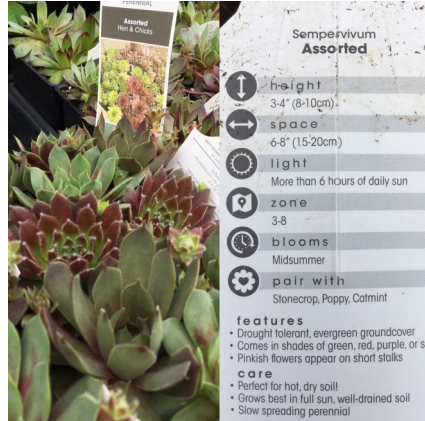 PERENNIAL
Assorted
Hen & Chicks
Sempervivum
Assorted
height
3-4" (8-10cm)
space
6-8" (15-20cm)
light
More than 6 hours of daily sun
zone
3-8
blooms
Midsummer
pair with
Stonecrop, Poppy, Catmint
features
• Drought tolerant, evergreen groundcover
• Comes in shades of green, red, purple, or s
• Pinkish flowers appear on short stalks
care
• Perfect for hot, dry soil!
• Grows best in full sun, well-drained soil
• Slow spreading perennial